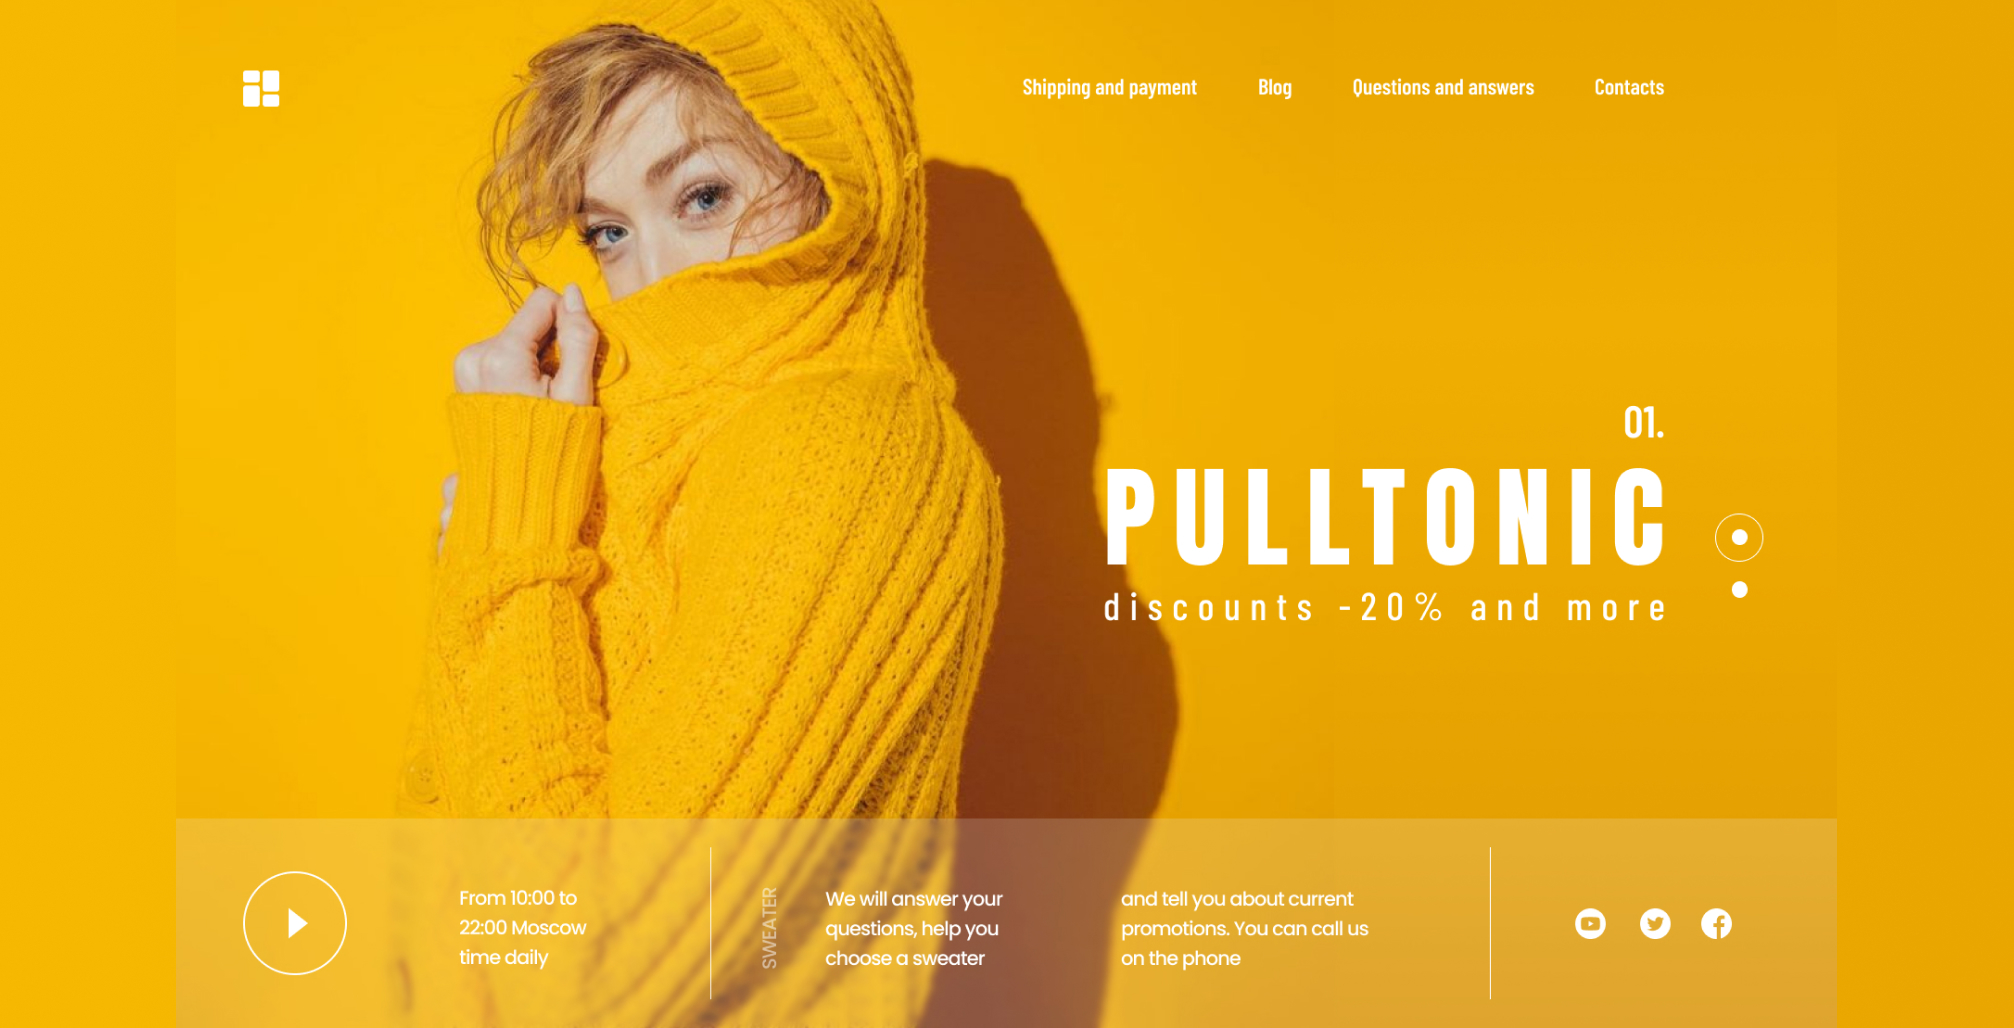 Shipping and payment
Blog
Questions and answers
Contacts
01.
PULLTONIC
discounts -20% and more
From 10:00 to
22:00 Moscow
time daily
SWEATER
We will answer your
questions, help you
choose a sweater
and tell you about current
promotions. You can call us
on the phone